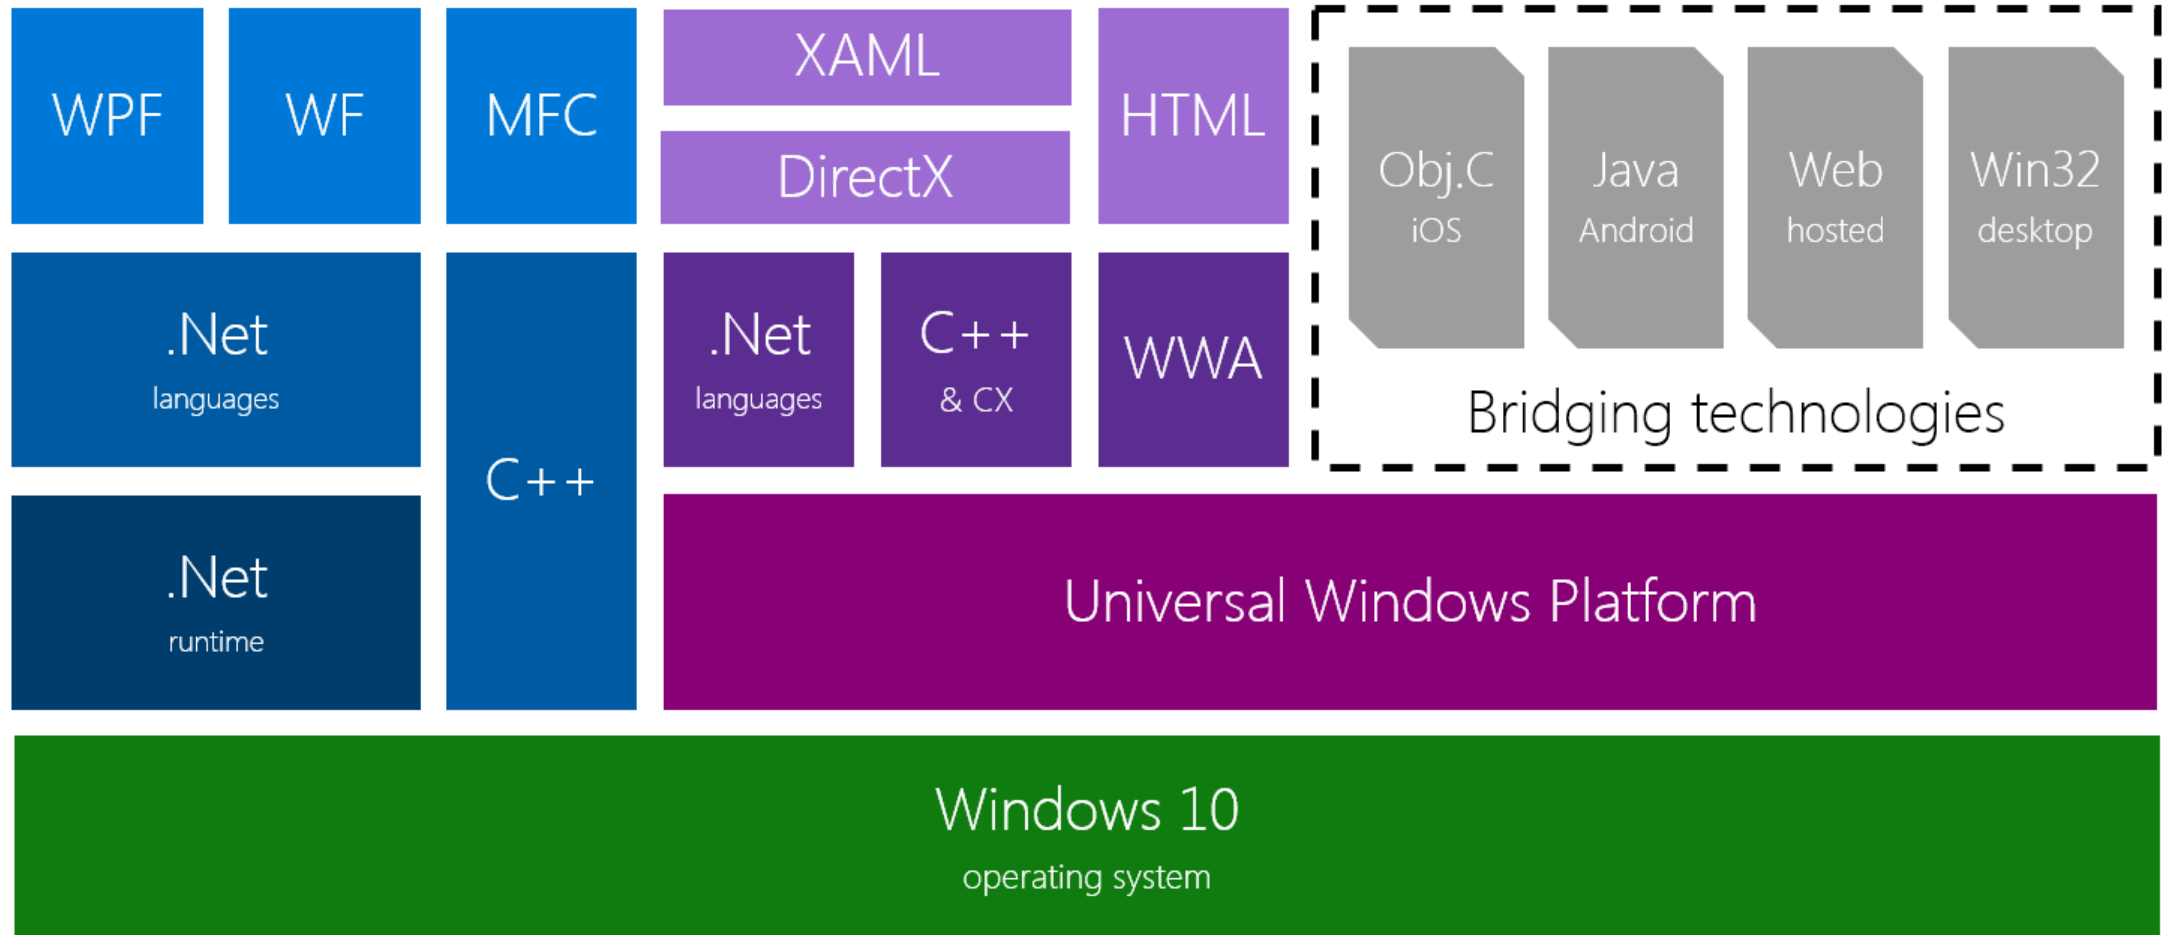 WPF
WF
MFC
XAML
DirectX
HTML
Obj.C
iOS
Java
Android
Web
hosted
Win32
desktop
Bridging technologies
.Net
languages
C++
.Net
languages
C++
& CX
WWA
.Net
runtime
Universal Windows Platform
Windows 10
operating system